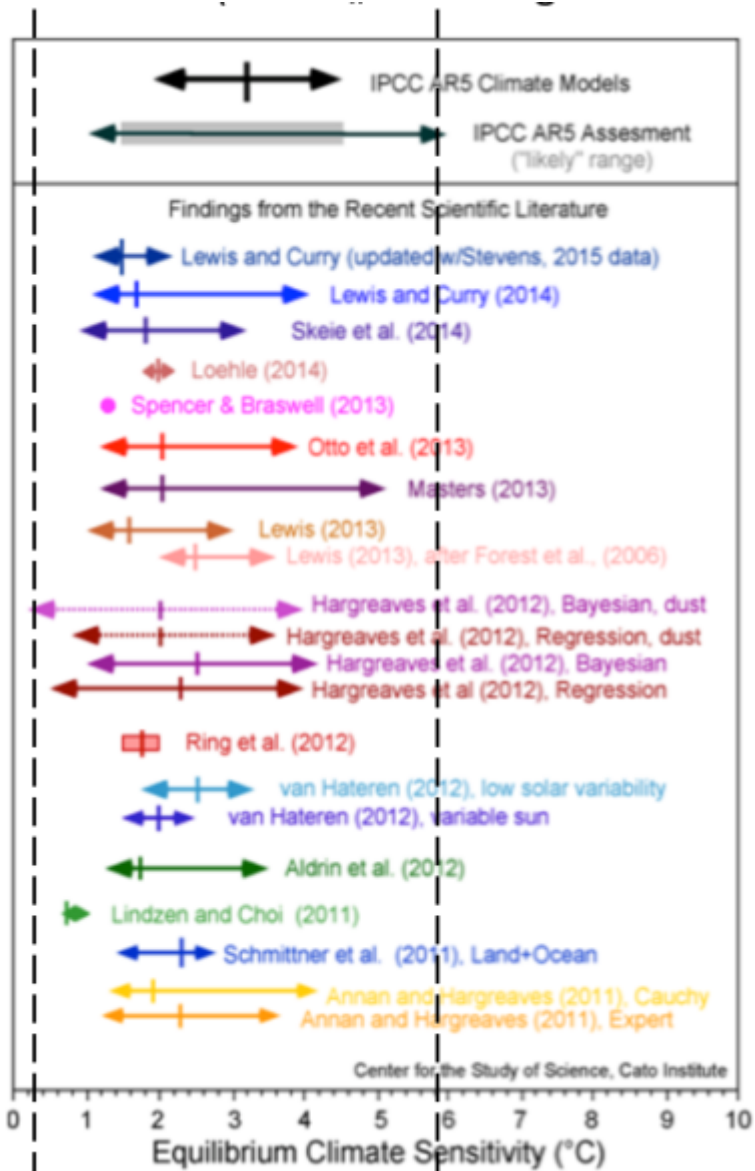 IPCC AR5 Climate Models
IPCC AR5 Assesment
("likely" range)
Findings from the Recent Scientific Literature
Lewis and Curry (updated w/Stevens, 2015 data)
Lewis and Curry (2014)
Skeie et al. (2014)
Loehle (2014)
Spencer & Braswell (2013)
Otto et al. (2013)
Masters (2013)
Lewis (2013)
Lewis (2013), after Forest et al., (2006)
Hargreaves et al. (2012), Bayesian, dust
Hargreaves et al. (2012), Regression, dust
Hargreaves et al. (2012), Bayesian
Hargreaves et al (2012), Regression
Ring et al. (2012)
van Hateren (2012), low solar variability
van Hateren (2012), variable sun
Aldrin et al. (2012)
Lindzen and Choi (2011)
Schmittner et al. (2011), Land+Ocean
Annan and Hargreaves (2011), Cauchy
Annan and Hargreaves (2011), Expert
Center for the Study of Science, Cato Institute
0 1 2 3 4 5 6 7 8 9 10
Equilibrium Climate Sensitivity (°C)